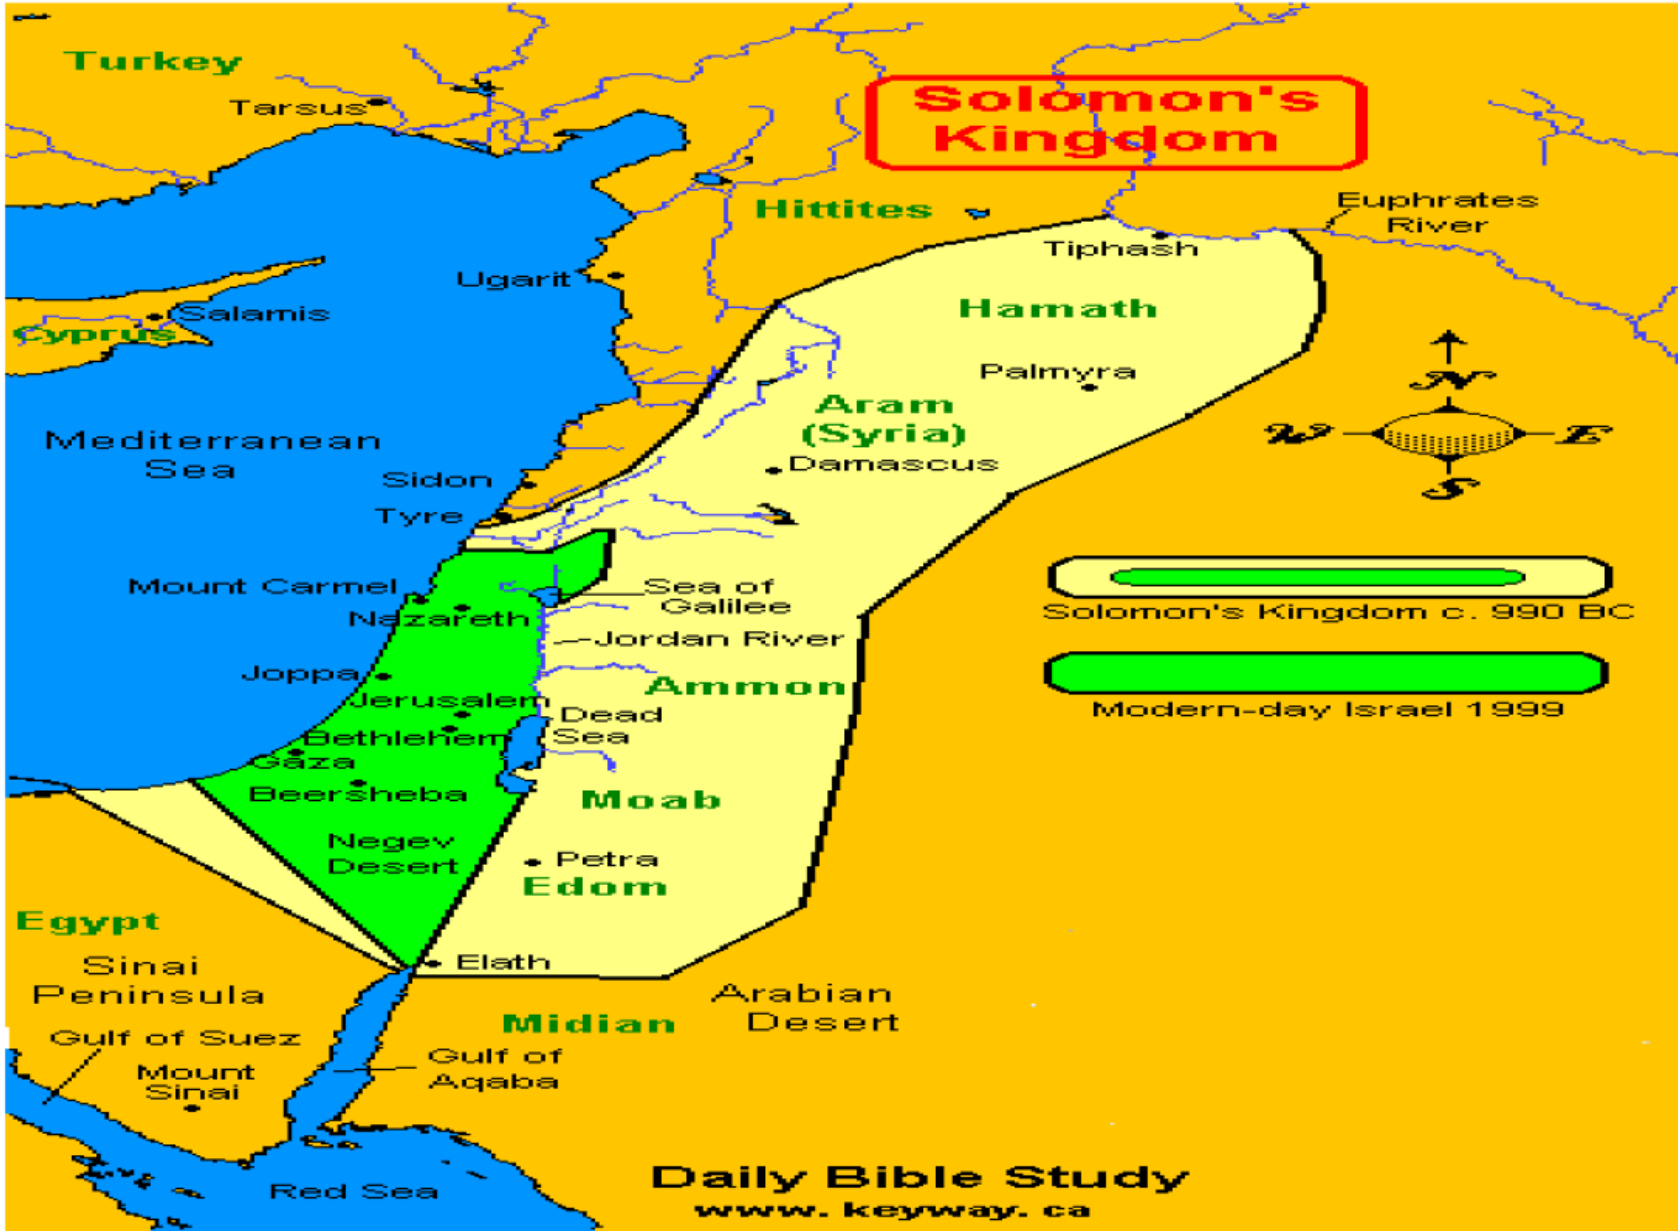 Turkey
Tarsus
Solomon's
Kingdom
Hittites
Euphrates
River
Tiphash
Ugarit
Hamath
Salamis
Cyprus
Palmyra
Aram
(Syria)
N
W
E
S
Mediterranean
Sea
Damascus
Sidon
Tyre
Mount Carmel
Sea of
Galilee
Nazareth
Solomon's Kingdom c. 990 BC
Jordan River
Joppa
Ammon
Jerusalem
Modern-day Israel 1999
Dead
Sea
Bethlehem
Gaza
Beersheba
Moab
Negev
Desert
Petra
Edom
Egypt
Elath
Sinai
Peninsula
Arabian
Desert
Midian
Gulf of Suez
Gulf of
Aqaba
Mount
Sinai
Red Sea
Daily Bible Study
www.keyway.ca